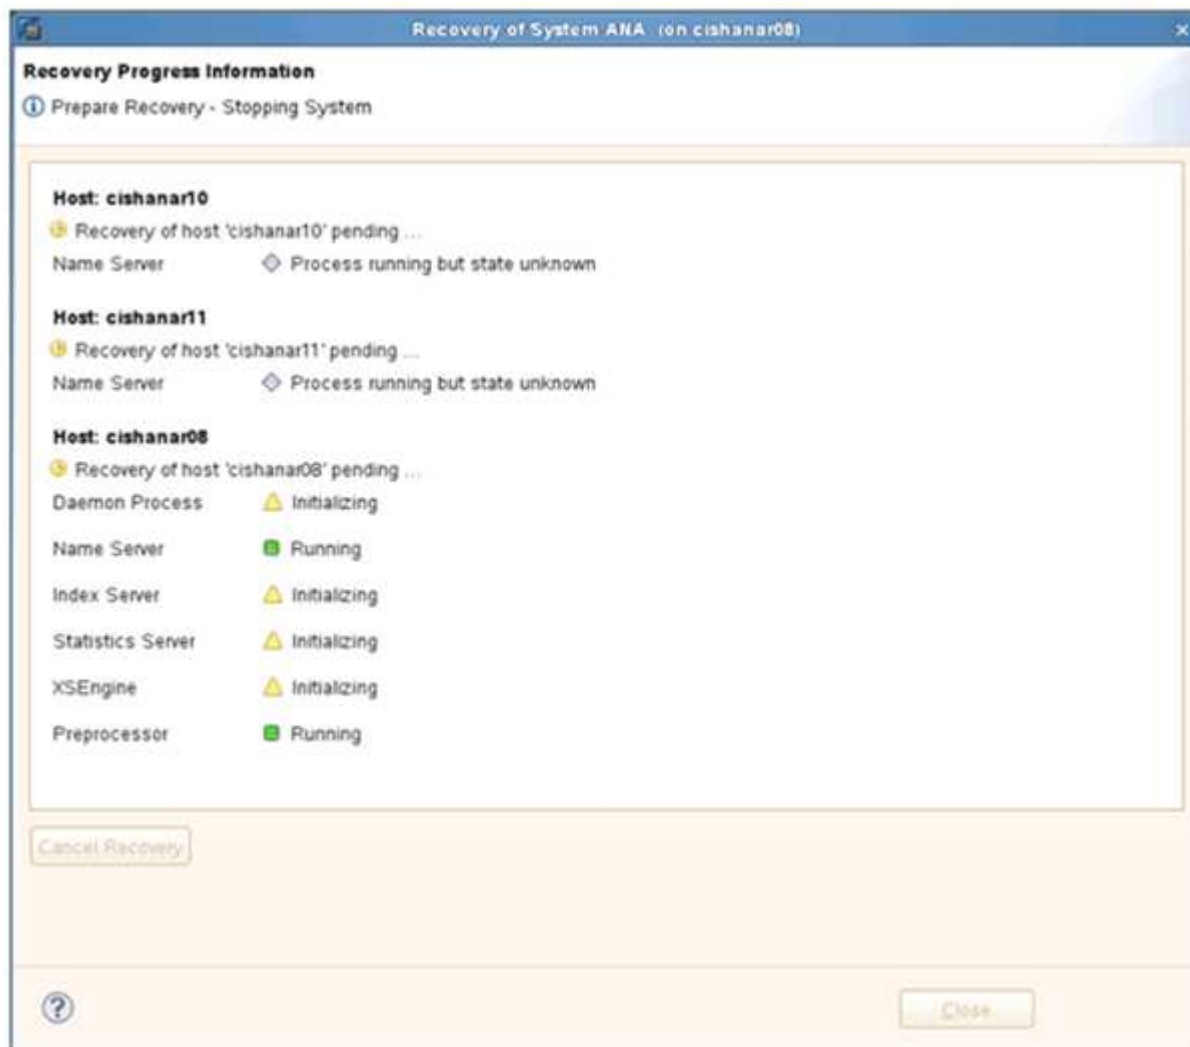 Recovery of System ANA (on cishanar08)
Recovery Progress Information
Prepare Recovery - Stopping System
Host: cishanar10
Recovery of host 'cishanar10' pending ...
Name Server Process running but state unknown
Host: cishanar11
Recovery of host 'cishanar11' pending ...
Name Server Process running but state unknown
Host: cishanar08
Recovery of host 'cishanar08' pending ...
Daemon Process Initializing
Name Server Running
Index Server Initializing
Statistics Server Initializing
XSEngine Initializing
Preprocessor Running
Cancel Recovery
?
Close